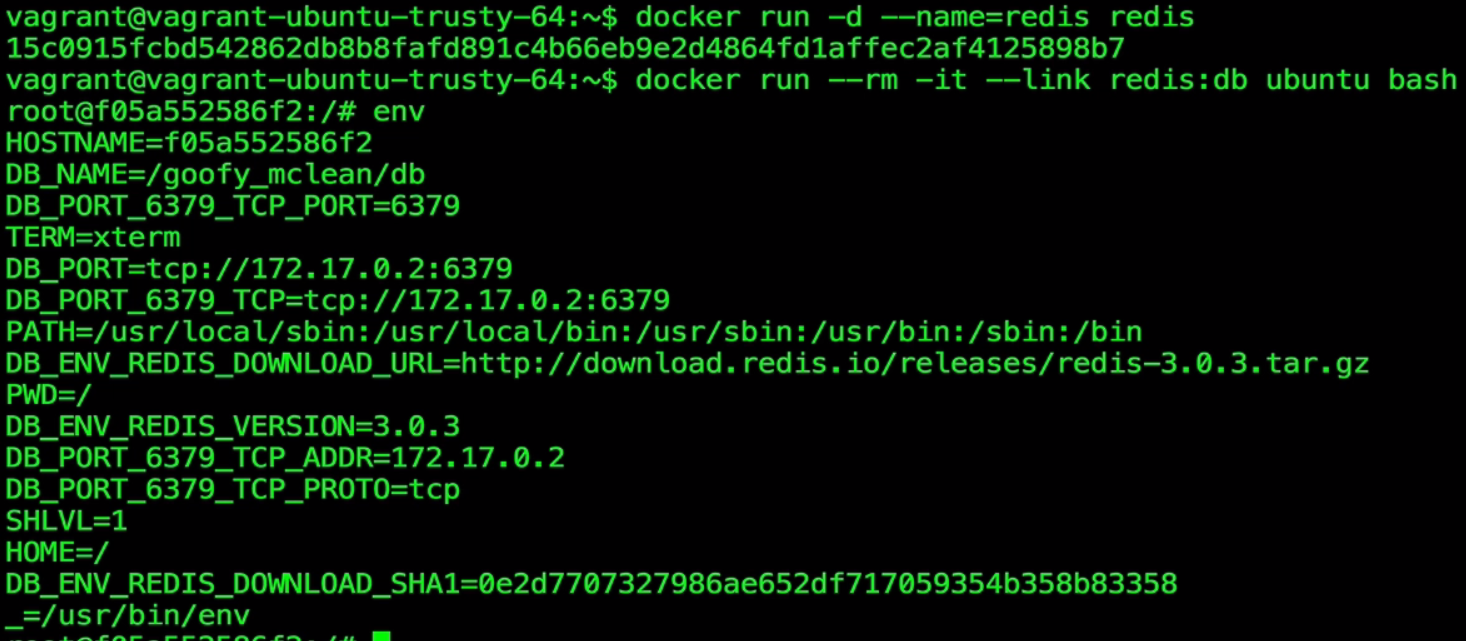 vagrant@vagrant-ubuntu-trusty-64:~$ docker run -d --name=redis redis
15c0915fcbd542862db8b8fafd891c4b66eb9e2d4864fd1affec2af4125898b7
vagrant@vagrant-ubuntu-trusty-64:~$ docker run --rm -it --link redis:db ubuntu bash
root@f05a552586f2:/# env
HOSTNAME=f05a552586f2
DB_NAME=/goofy_mclean/db
DB_PORT_6379_TCP_PORT=6379
TERM=xterm
DB_PORT=tcp://172.17.0.2:6379
DB_PORT_6379_TCP=tcp://172.17.0.2:6379
PATH=/usr/local/sbin:/usr/local/bin:/usr/sbin:/usr/bin:/sbin:/bin
DB_ENV_REDIS_DOWNLOAD_URL=http://download.redis.io/releases/redis-3.0.3.tar.gz
PWD=/
DB_ENV_REDIS_VERSION=3.0.3
DB_PORT_6379_TCP_ADDR=172.17.0.2
DB_PORT_6379_TCP_PROTO=tcp
SHLVL=1
HOME=/
DB_ENV_REDIS_DOWNLOAD_SHA1=0e2d7707327986ae652df717059354b358b83358
_=/usr/bin/env
root@f05a552586f2:/#